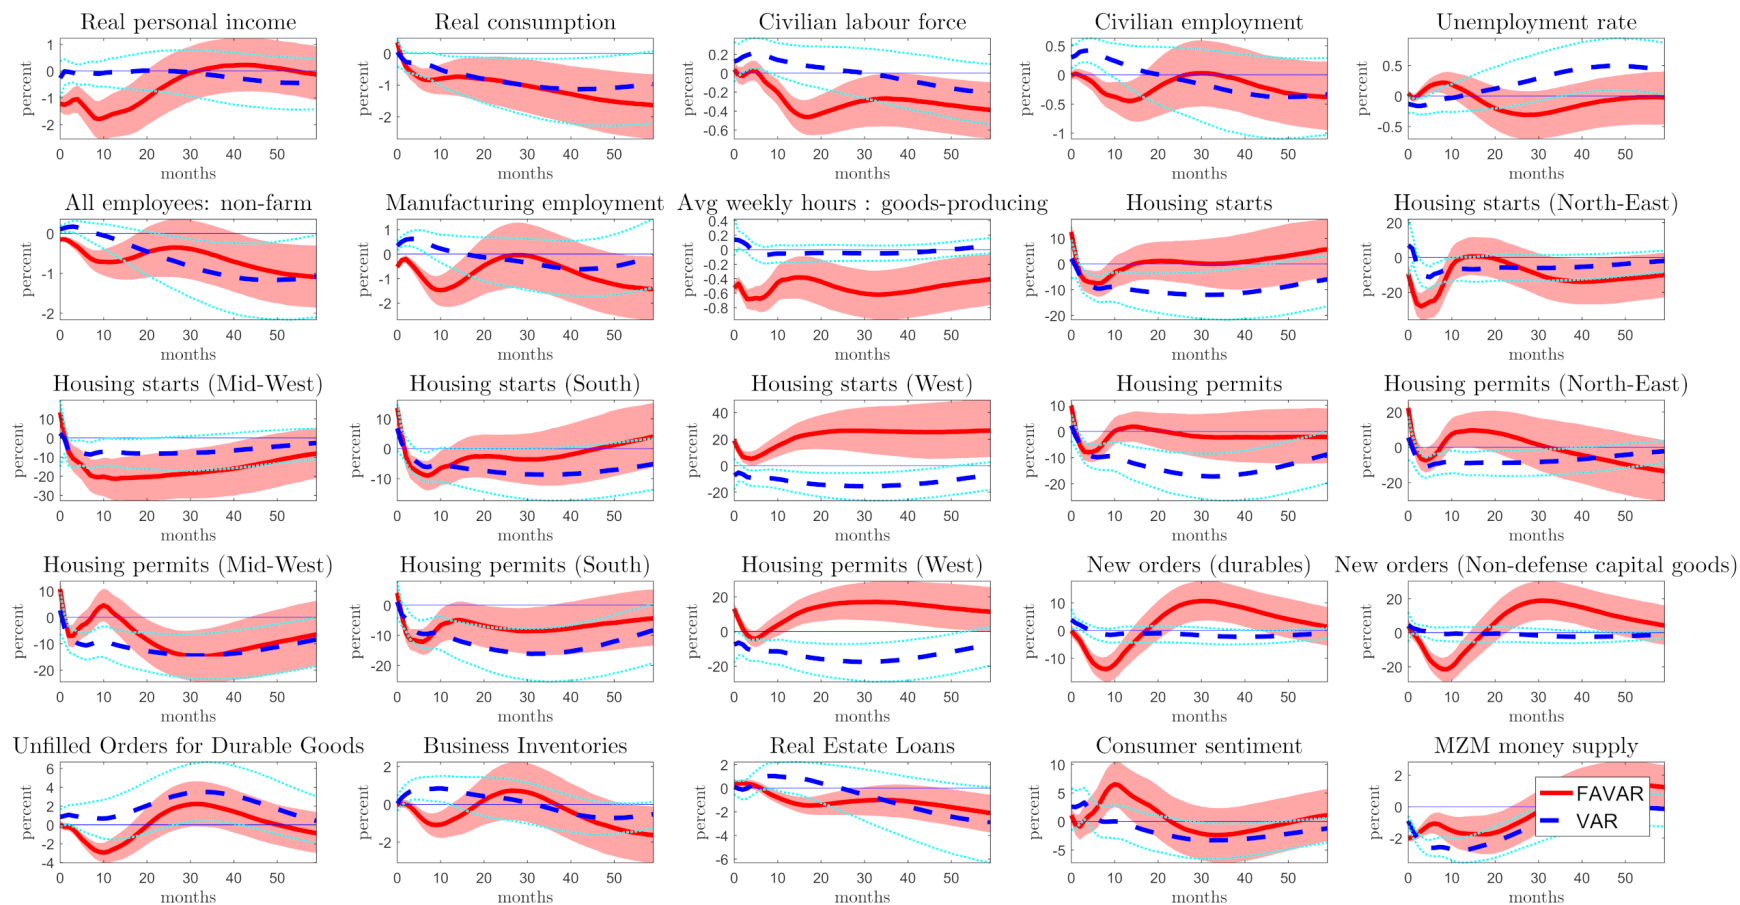 Real personal income
Real consumption
Civilian labour force
Civilian employment
Unemployment rate
percent
1
0
-1
-2
0 10 20 30 40 50
months
percent
0
-1
-2
0 10 20 30 40 50
months
percent
0.2
0
-0.2
-0.4
-0.6
0 10 20 30 40 50
months
percent
0.5
0
-0.5
-1
0 10 20 30 40 50
months
percent
0.5
0
-0.5
0 10 20 30 40 50
months
All employees: non-farm
Manufacturing employment
Avg weekly hours : goods-producing
Housing starts
Housing starts (North-East)
percent
0
-1
-2
0 10 20 30 40 50
months
percent
1
0
-1
-2
0 10 20 30 40 50
months
percent
0.4
0.2
0
-0.2
-0.4
-0.6
-0.8
0 10 20 30 40 50
months
percent
10
0
-10
-20
0 10 20 30 40 50
months
percent
20
0
-20
0 10 20 30 40 50
months
Housing starts (Mid-West)
Housing starts (South)
Housing starts (West)
Housing permits
Housing permits (North-East)
percent
10
0
-10
-20
-30
0 10 20 30 40 50
months
percent
10
0
-10
0 10 20 30 40 50
months
percent
40
20
0
-20
0 10 20 30 40 50
months
percent
10
0
-10
-20
0 10 20 30 40 50
months
percent
20
0
-20
0 10 20 30 40 50
months
Housing permits (Mid-West)
Housing permits (South)
Housing permits (West)
New orders (durables)
New orders (Non-defense capital goods)
percent
10
0
-10
-20
0 10 20 30 40 50
months
percent
0
-10
-20
0 10 20 30 40 50
months
percent
20
0
-20
0 10 20 30 40 50
months
percent
10
0
-10
0 10 20 30 40 50
months
percent
20
0
-20
0 10 20 30 40 50
months
Unfilled Orders for Durable Goods
Business Inventories
Real Estate Loans
Consumer sentiment
MZM money supply
percent
6
4
2
0
-2
-4
0 10 20 30 40 50
months
percent
2
0
-2
0 10 20 30 40 50
months
percent
2
0
-2
-4
-6
0 10 20 30 40 50
months
percent
10
5
0
-5
0 10 20 30 40 50
months
percent
2
0
-2
0 10 20 30 40 50
months
FAVAR
VAR